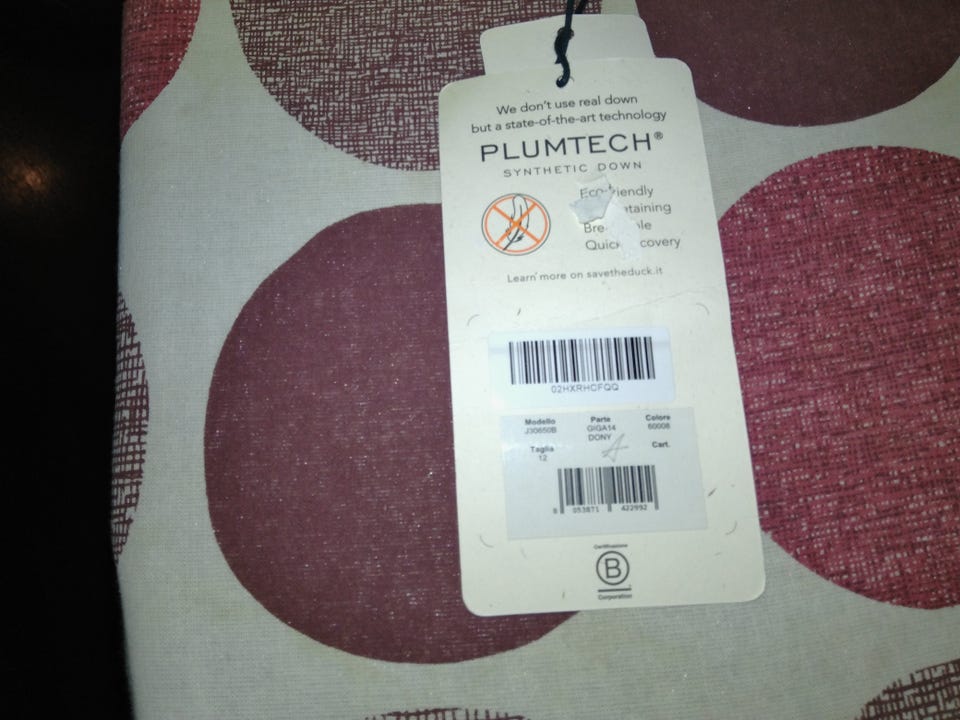 We don't use real down
but a state-of-the-art technology
PLUMTECH®
SYNTHETIC DOWN
Learn more on savetheduck.it
02HXRHCFQQ
Modello Parte Colore
J30650B GIGA14 60008
DONY
Taglia Cart.
12
8 053871 422992
B
Corporation